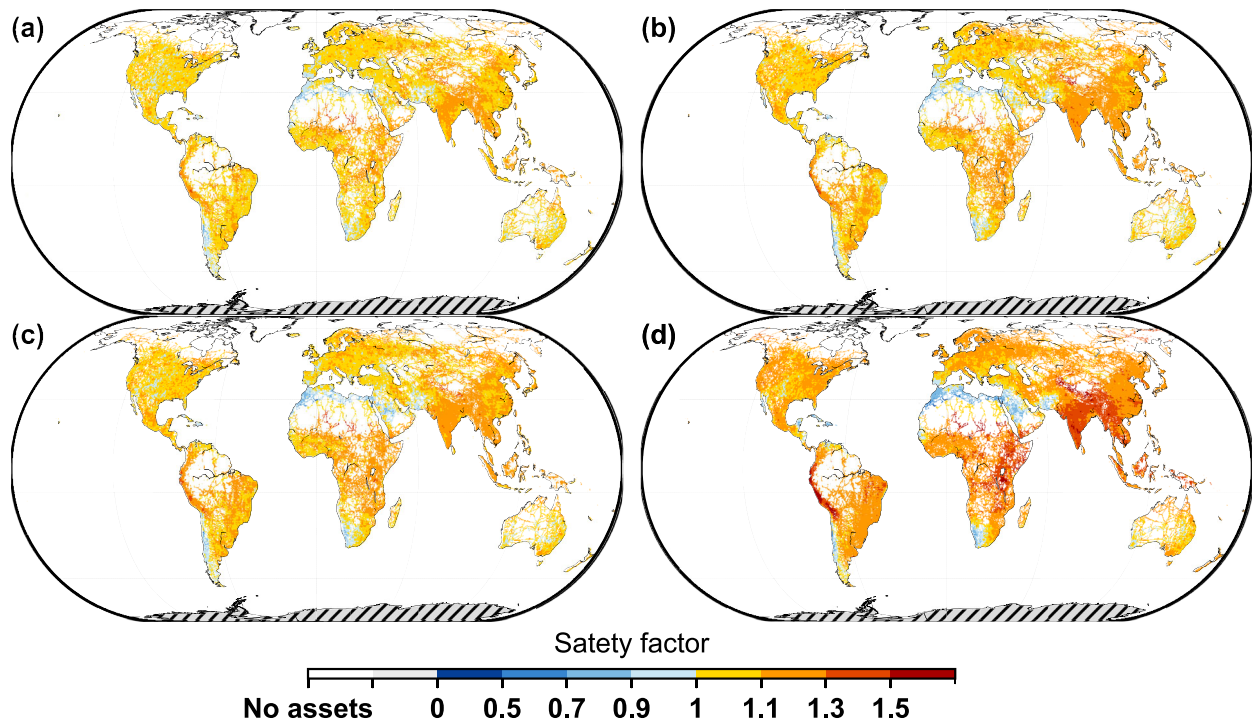 (a)
(b)
(c)
(d)
Satety factor
No assets 0 0.5 0.7 0.9 1 1.1 1.3 1.5